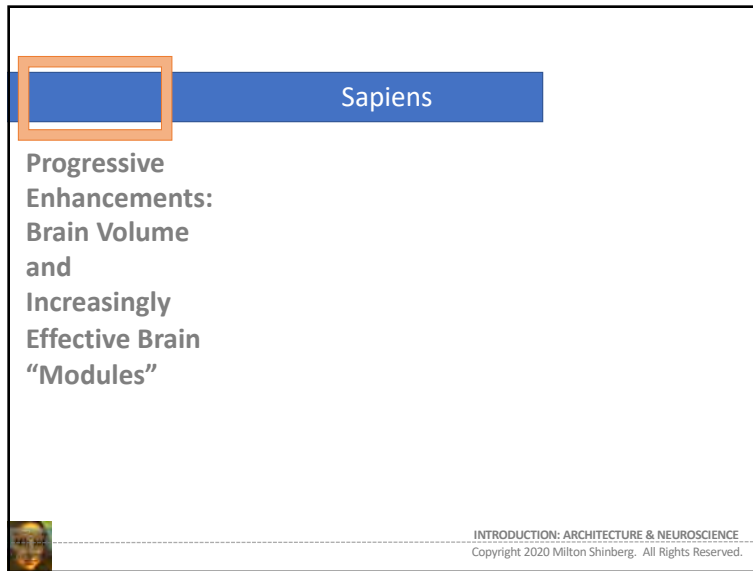 Sapiens
Progressive
Enhancements:
Brain Volume
and
Increasingly
Effective Brain
“Modules”
INTRODUCTION: ARCHITECTURE & NEUROSCIENCE
Copyright 2020 Milton Shinberg. All Rights Reserved.